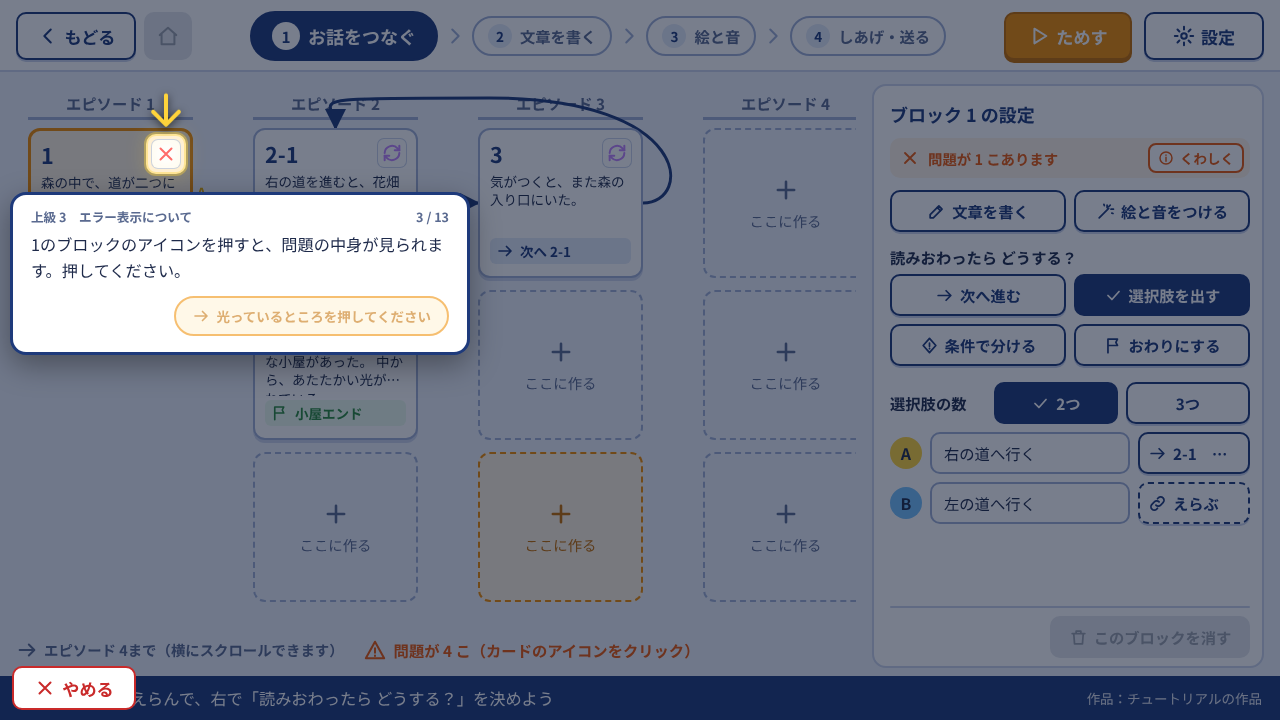 もどる
1 お話をつなぐ
2 文章を書く
3 絵と音
4 しあげ・送る
ためす
設定
エピソード 1
エピソード 2
エピソード 3
エピソード 4
1
森の中で、道が二つに
上級 3 エラー表示について
3 / 13
1のブロックのアイコンを押すと、問題の中身が見られま
す。押してください。
光っているところを押してください
2-1
右の道を進むと、花畑
な小屋があった。 中か
ら、あたたかい光が…
小屋エンド
ここに作る
3
気がつくと、また森の
入り口にいた。
次へ 2-1
ここに作る
ここに作る
ここに作る
ここに作る
ここに作る
ブロック 1 の設定
問題が 1 こあります
くわしく
文章を書く
絵と音をつける
読みおわったら どうする？
次へ進む
選択肢を出す
条件で分ける
おわりにする
選択肢の数
2つ
3つ
A 右の道へ行く
2-1 …
B 左の道へ行く
えらぶ
このブロックを消す
エピソード 4まで（横にスクロールできます）
問題が 4 こ（カードのアイコンをクリック）
やめる
えらんで、右で「読みおわったら どうする？」を決めよう
作品：チュートリアルの作品